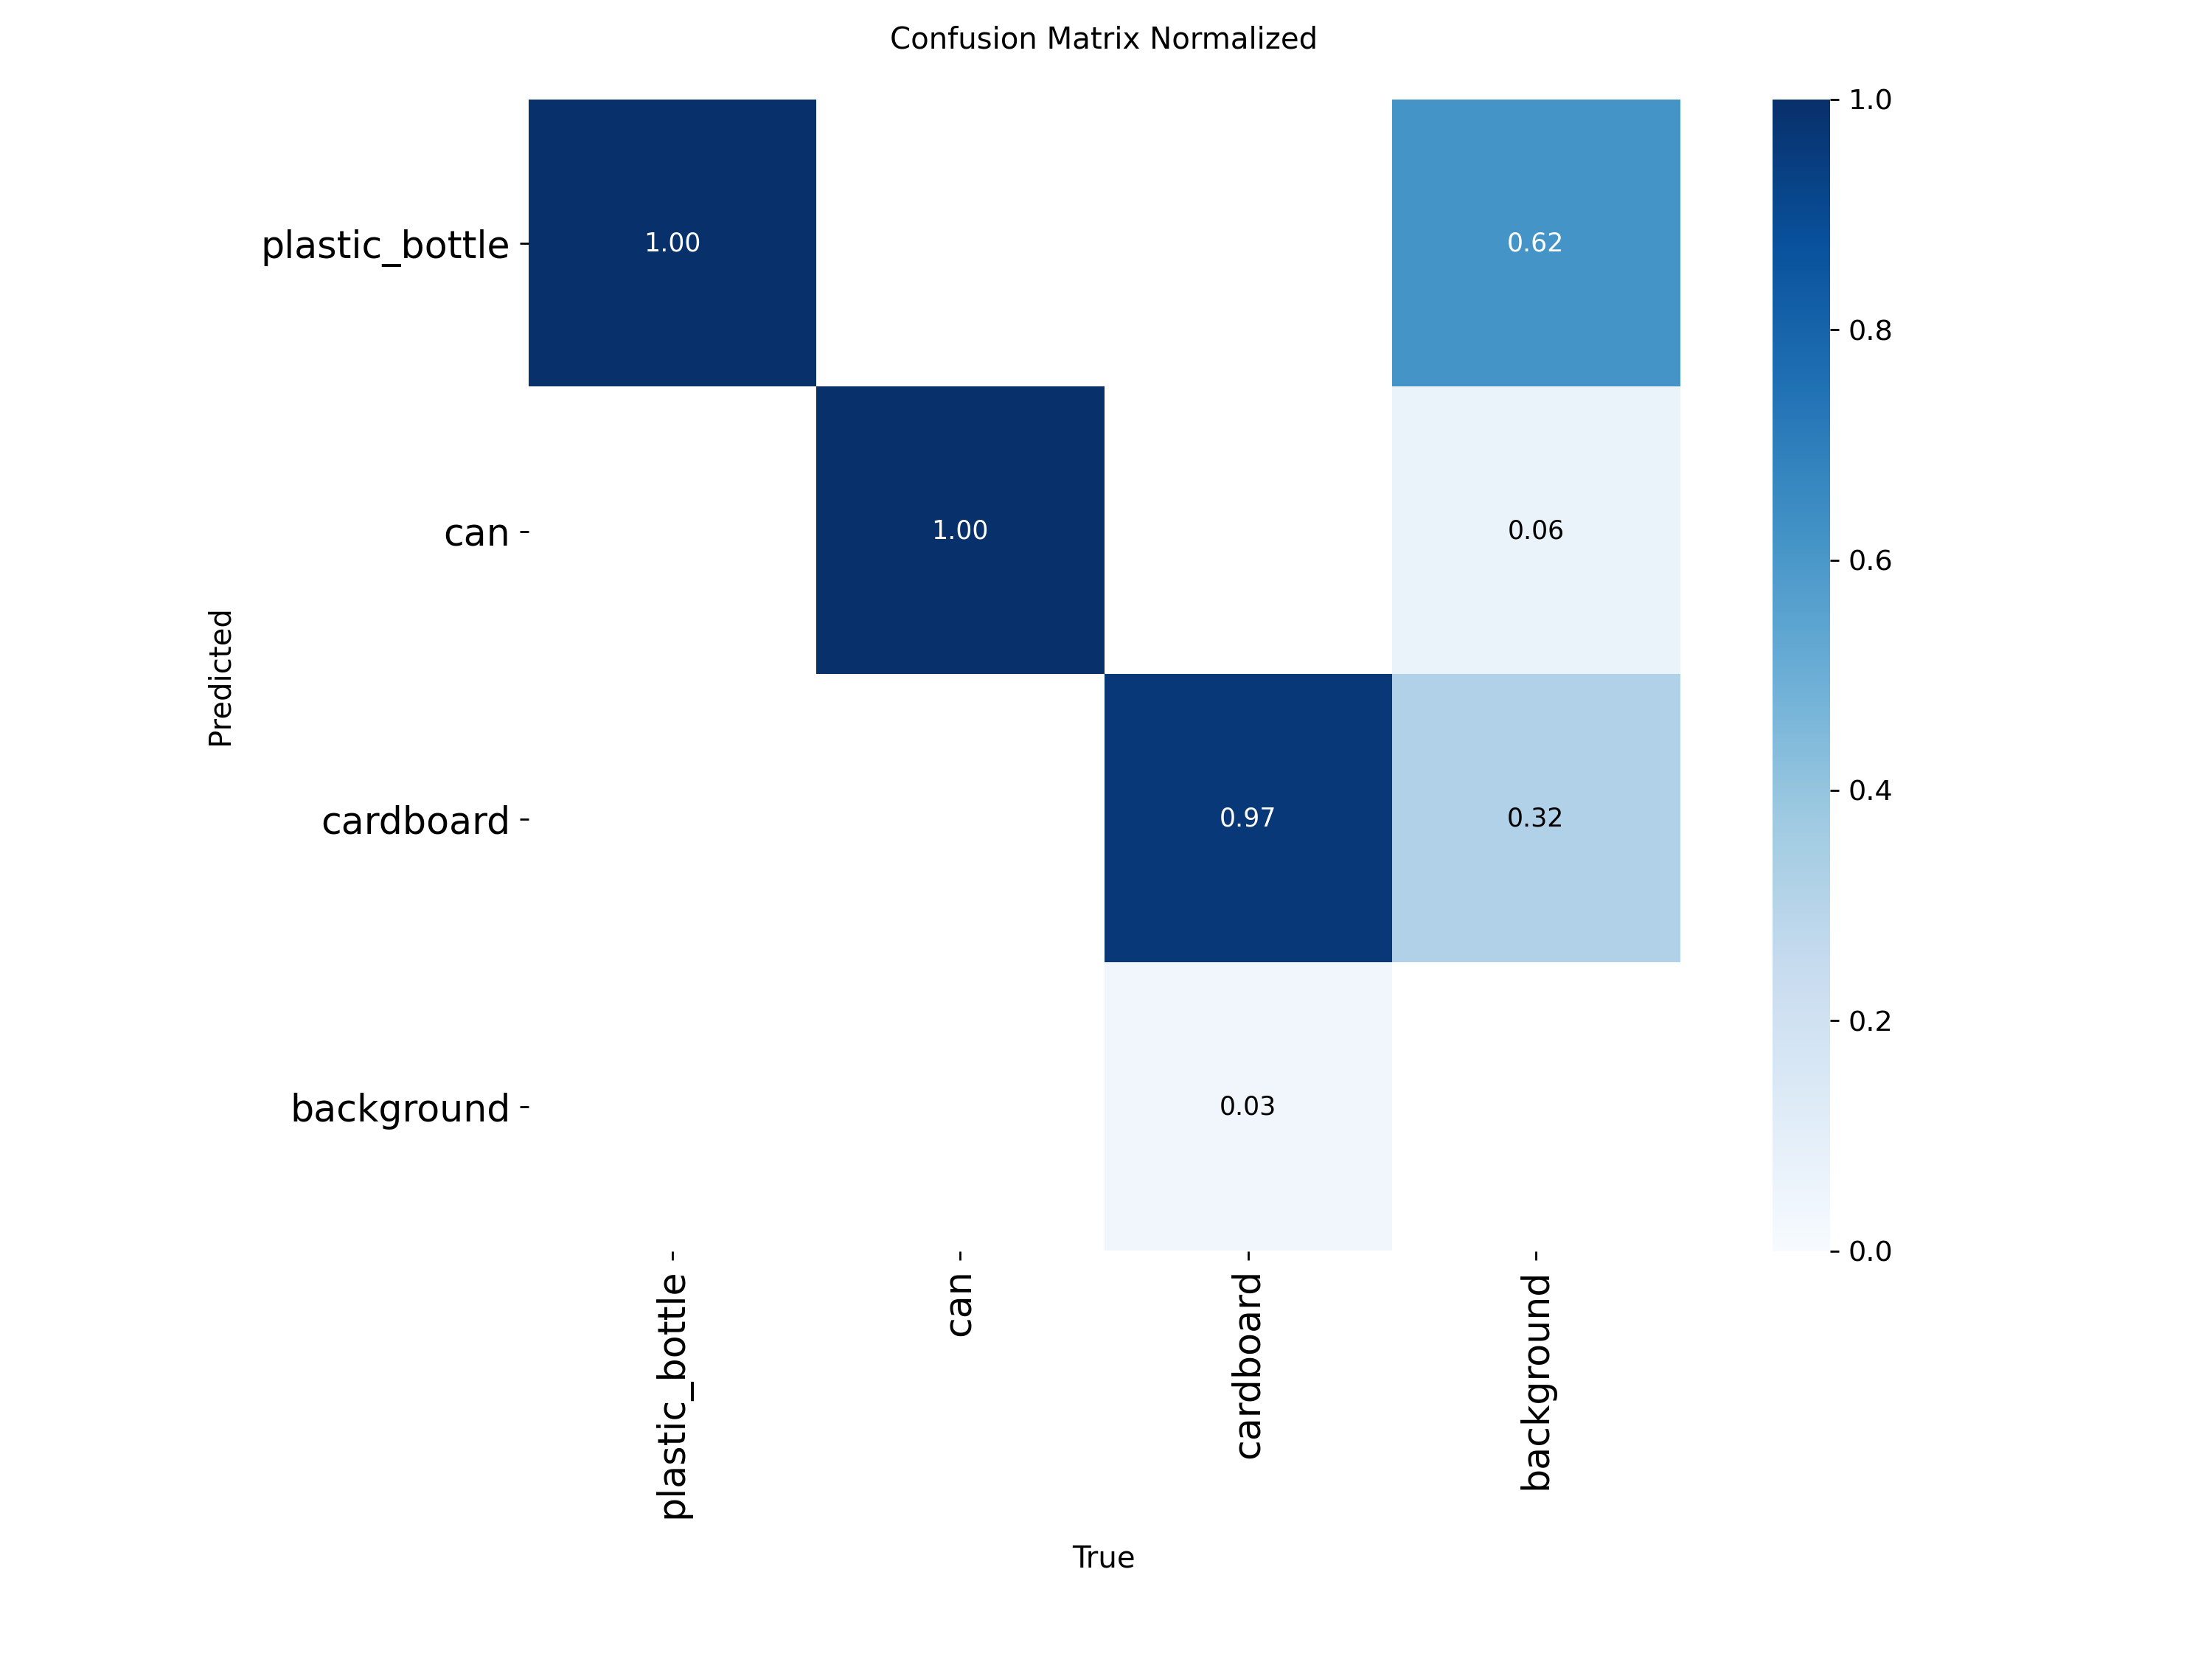 Confusion Matrix Normalized
plastic_bottle
can
cardboard
background
Predicted
1.00
0.62
1.00
0.06
0.97
0.32
0.03
1.0
0.8
0.6
0.4
0.2
0.0
plastic_bottle
can
cardboard
background
True